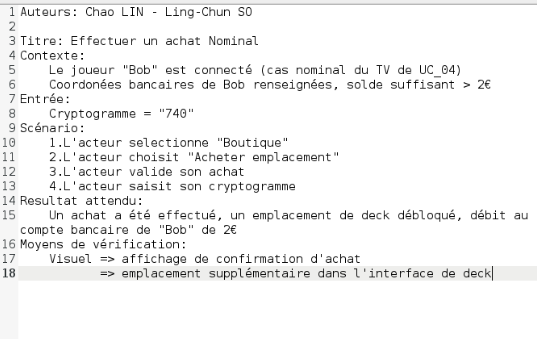 1 Auteurs: Chao LIN - Ling-Chun SO
2
3 Titre: Effectuer un achat Nominal
4 Contexte:
5 Le joueur "Bob" est connecté (cas nominal du TV de UC_04)
6 Coordonées bancaires de Bob renseignées, solde suffisant > 2€
7 Entrée:
8 Cryptogramme = "740"
9 Scénario:
10 1.L'acteur selectionne "Boutique"
11 2.L'acteur choisit "Acheter emplacement"
12 3.L'acteur valide son achat
13 4.L'acteur saisit son cryptogramme
14 Resultat attendu:
15 Un achat a été effectué, un emplacement de deck débloqué, débit au
compte bancaire de "Bob" de 2€
16 Moyens de vérification:
17 Visuel => affichage de confirmation d'achat
18 => emplacement supplémentaire dans l'interface de deck